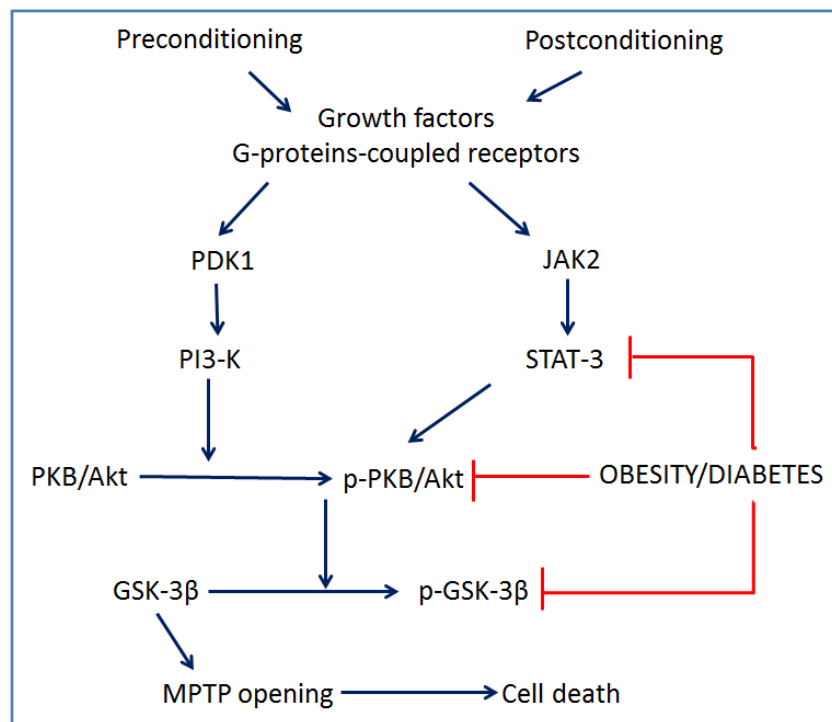 Preconditioning
Postconditioning
Growth factors
G-proteins-coupled receptors
PDK1
JAK2
PI3-K
STAT-3
PKB/Akt
p-PKB/Akt
OBESITY/DIABETES
GSK-3β
p-GSK-3β
MPTP opening
Cell death